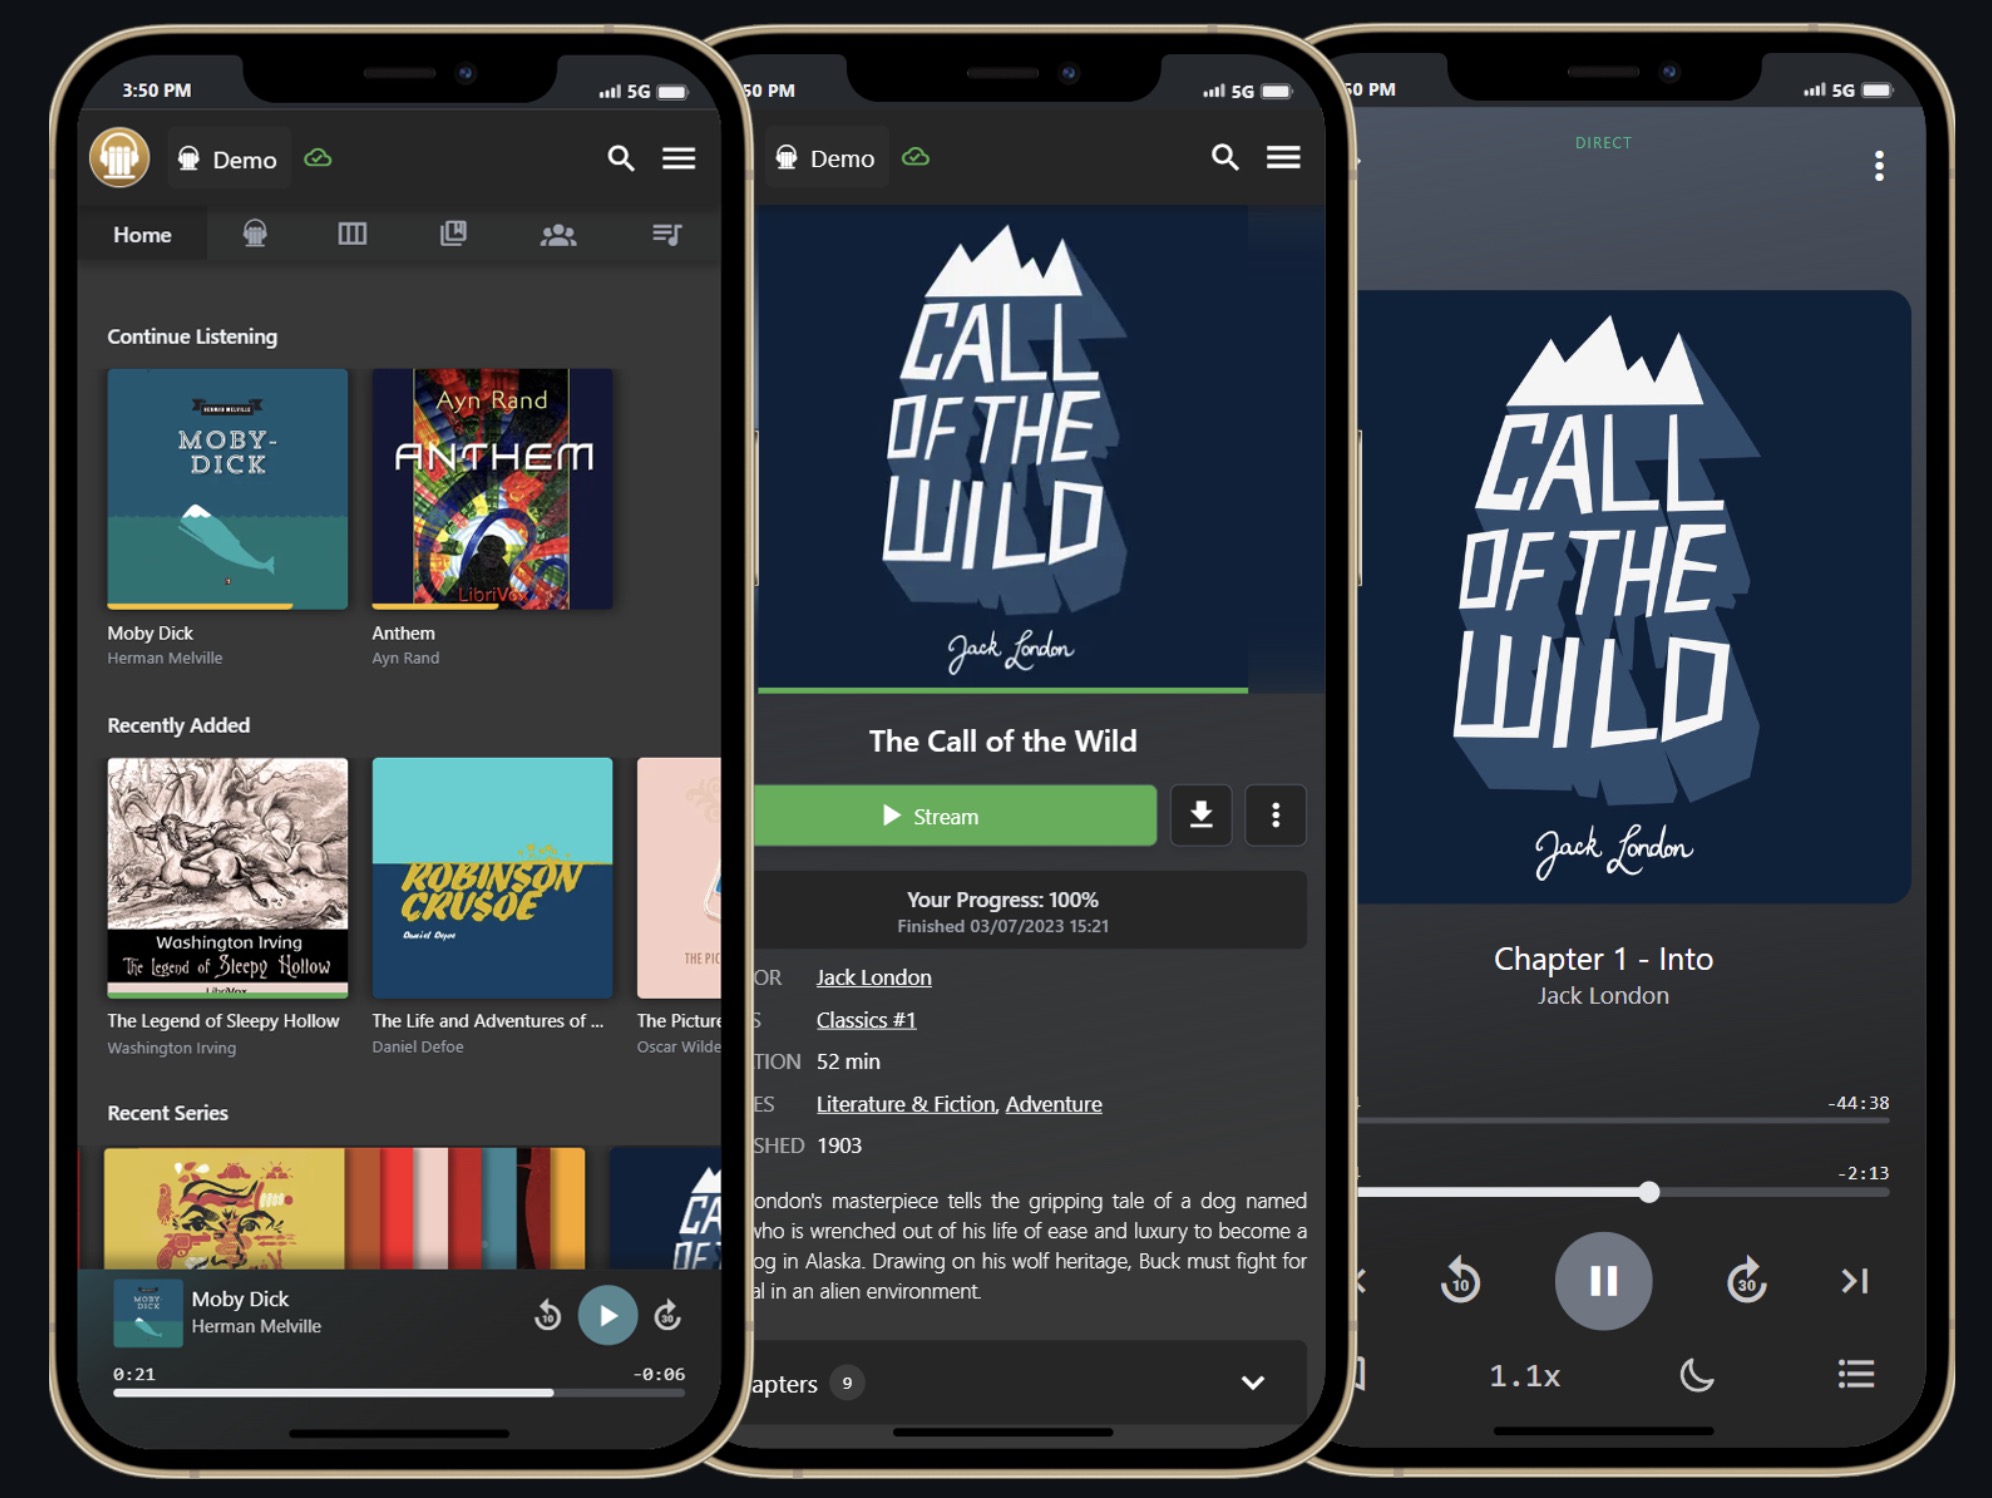 3:50 PM
5G
Demo
Home
Continue Listening
HERMAN MELVILLE
MOBY-
DICK
Ayn Rand
ANTHEM
LibriVox
Moby Dick
Herman Melville
Anthem
Ayn Rand
Recently Added
Washington Irving
The Legend of Sleepy Hollow
LibriVox
ROBINSON
CRUSOE
Daniel Defoe
THE PIC
The Legend of Sleepy Hollow
Washington Irving
The Life and Adventures of ...
Daniel Defoe
The Picture
Oscar Wilde
Recent Series
CA
OF
MOBY-
DICK
Moby Dick
Herman Melville
10
30
0:21
-0:06
50 PM
5G
Demo
CALL
OF THE
WILD
Jack London
The Call of the Wild
Stream
Your Progress: 100%
Finished 03/07/2023 15:21
OR Jack London
S Classics #1
TION 52 min
ES Literature & Fiction, Adventure
SHED 1903
ondon's masterpiece tells the gripping tale of a dog named
who is wrenched out of his life of ease and luxury to become a
og in Alaska. Drawing on his wolf heritage, Buck must fight for
al in an alien environment.
apters 9
50 PM
5G
DIRECT
CALL
OF THE
WILD
Jack London
Chapter 1 - Into
Jack London
-44:38
-2:13
10
30
1.1x